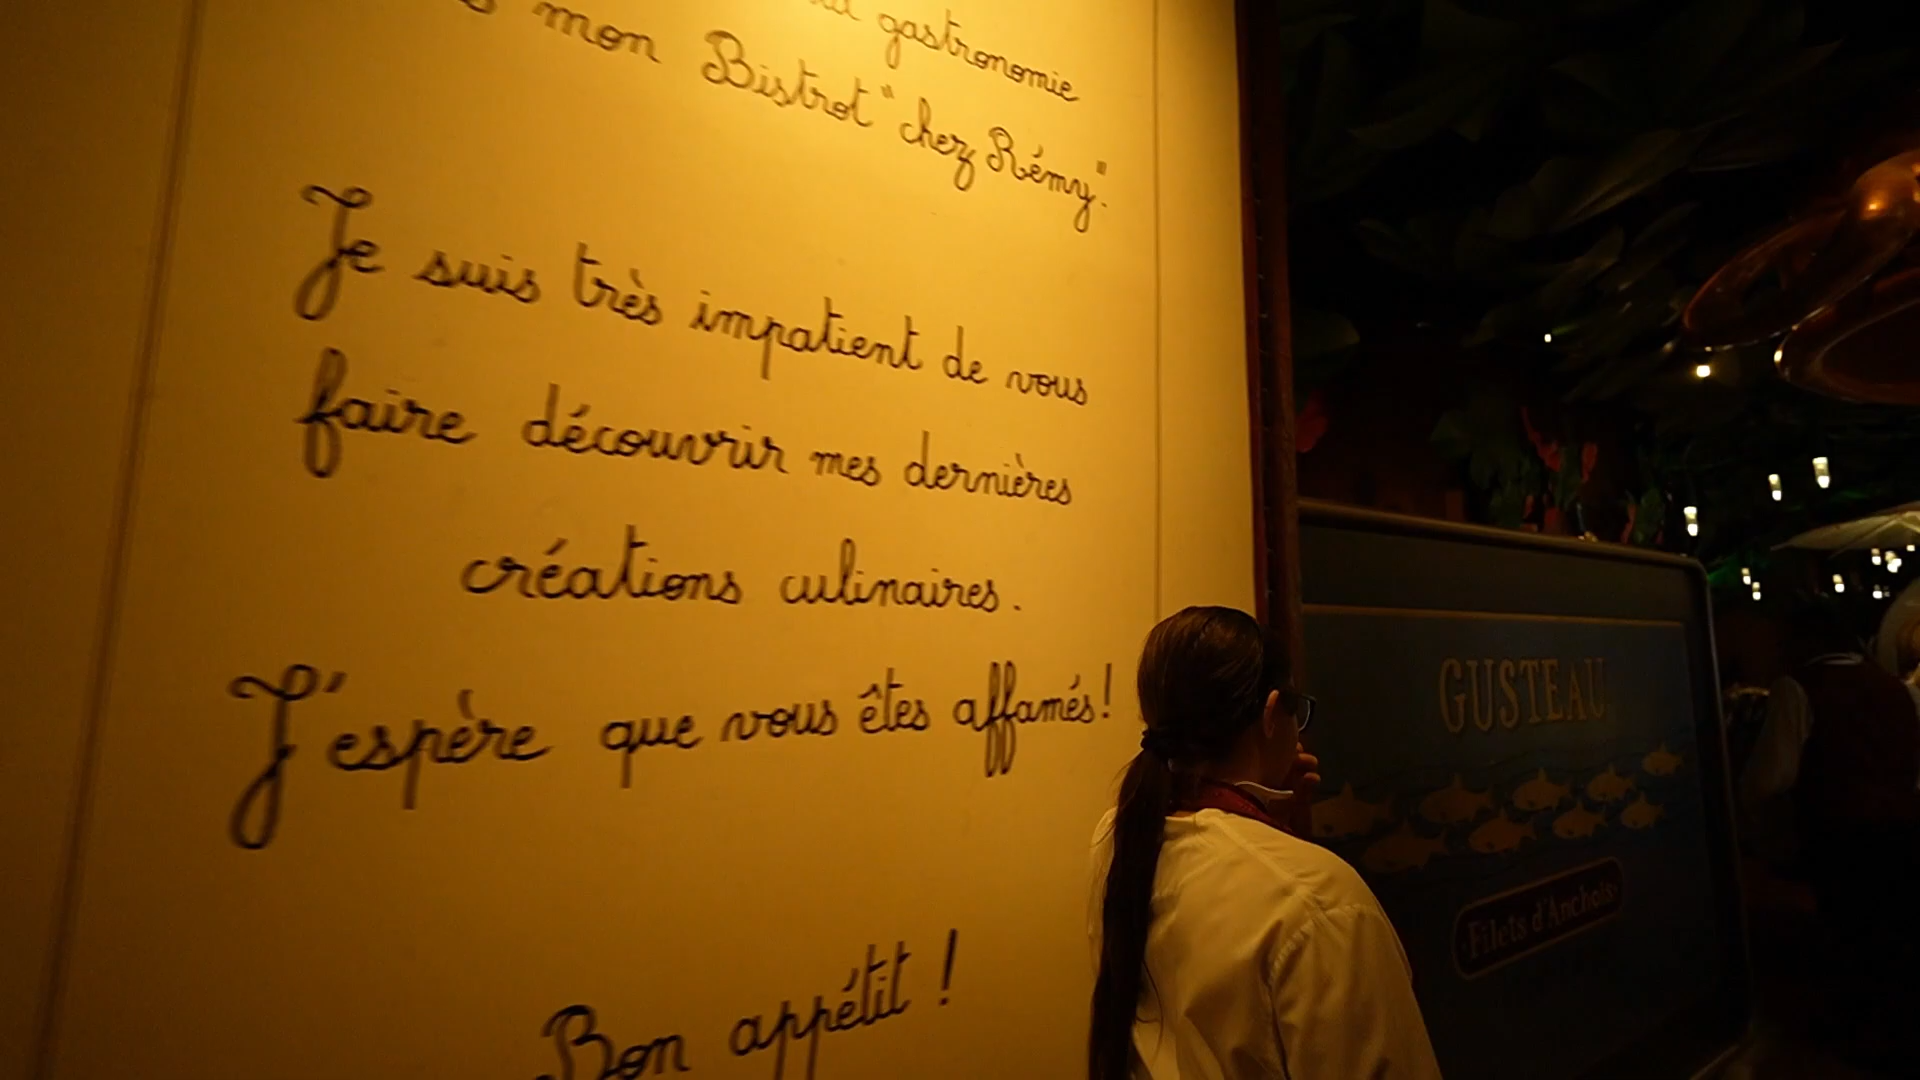 la gastronomie
mon Bistrot "chez Rémy".
Je suis très impatient de vous
faire découvrir mes dernières
créations culinaires.
J'espère que vous êtes affamés!
Bon appétit !
GUSTEAU
Filets d'Anchois